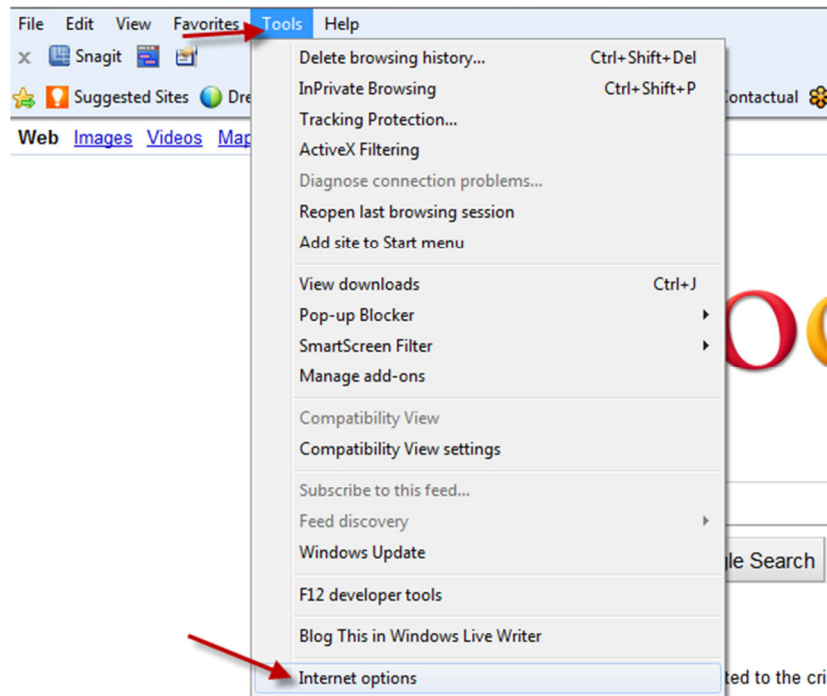 File Edit View Favorites Tools Help
x Snagit
Suggested Sites
Contactual
Web Images Videos
Delete browsing history... Ctrl+Shift+Del
InPrivate Browsing Ctrl+Shift+P
Tracking Protection...
ActiveX Filtering
Diagnose connection problems...
Reopen last browsing session
Add site to Start menu
View downloads Ctrl+J
Pop-up Blocker
SmartScreen Filter
Manage add-ons
Compatibility View
Compatibility View settings
Subscribe to this feed...
Feed discovery
Windows Update
Search
F12 developer tools
Blog This in Windows Live Writer
Internet options
to the